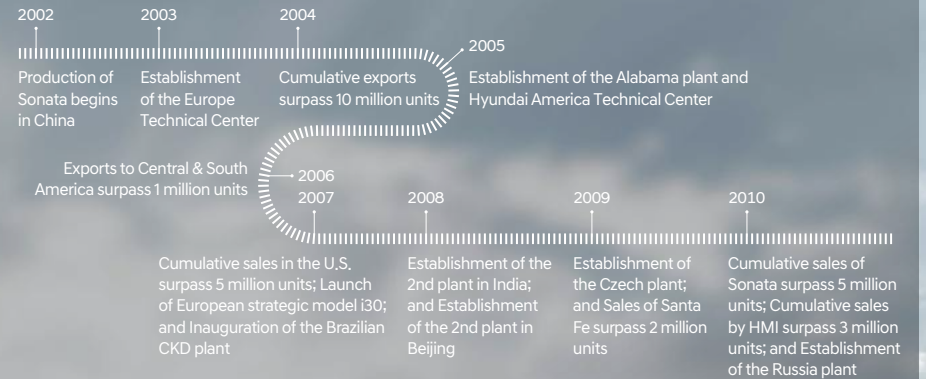 2002
Production of
Sonata begins
in China
2003
Establishment
of the Europe
Technical Center
2004
Cumulative exports
surpass 10 million units
2005
Establishment of the Alabama plant and
Hyundai America Technical Center
2006
Exports to Central & South
America surpass 1 million units
2007
Cumulative sales in the U.S.
surpass 5 million units; Launch
of European strategic model i30;
and Inauguration of the Brazilian
CKD plant
2008
Establishment of the
2nd plant in India;
and Establishment
of the 2nd plant in
Beijing
2009
Establishment of
the Czech plant;
and Sales of Santa
Fe surpass 2 million
units
2010
Cumulative sales of
Sonata surpass 5 million
units; Cumulative sales
by HMI surpass 3 million
units; and Establishment
of the Russia plant